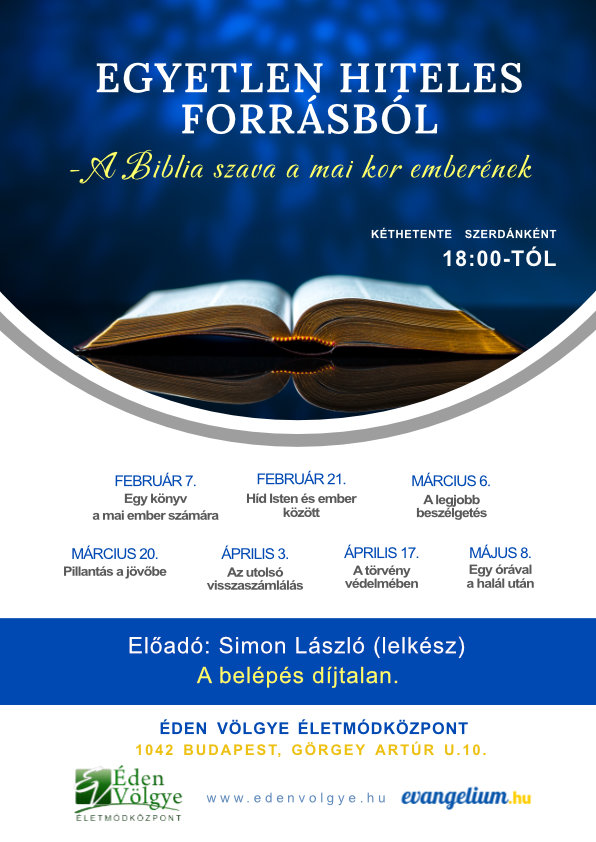 EGYETLEN HITELES
FORRÁSBÓL
-A Biblia szava a mai kor emberének
KÉTHETENTE SZERDÁNKÉNT
18:00-TÓL
FEBRUÁR 7.
Egy könyv
a mai ember számára
FEBRUÁR 21.
Híd Isten és ember
között
MÁRCIUS 6.
A legjobb
beszélgetés
MÁRCIUS 20.
Pillantás a jövőbe
ÁPRILIS 3.
Az utolsó
visszaszámlálás
ÁPRILIS 17.
A törvény
védelmében
MÁJUS 8.
Egy órával
a halál után
Előadó: Simon László (lelkész)
A belépés díjtalan.
ÉDEN VÖLGYE ÉLETMÓDKÖZPONT
1042 BUDAPEST, GÖRGEY ARTÚR U.10.
Éden
Völgye
ÉLETMÓDKÖZPONT
www.edenvolgye.hu
evangelium.hu